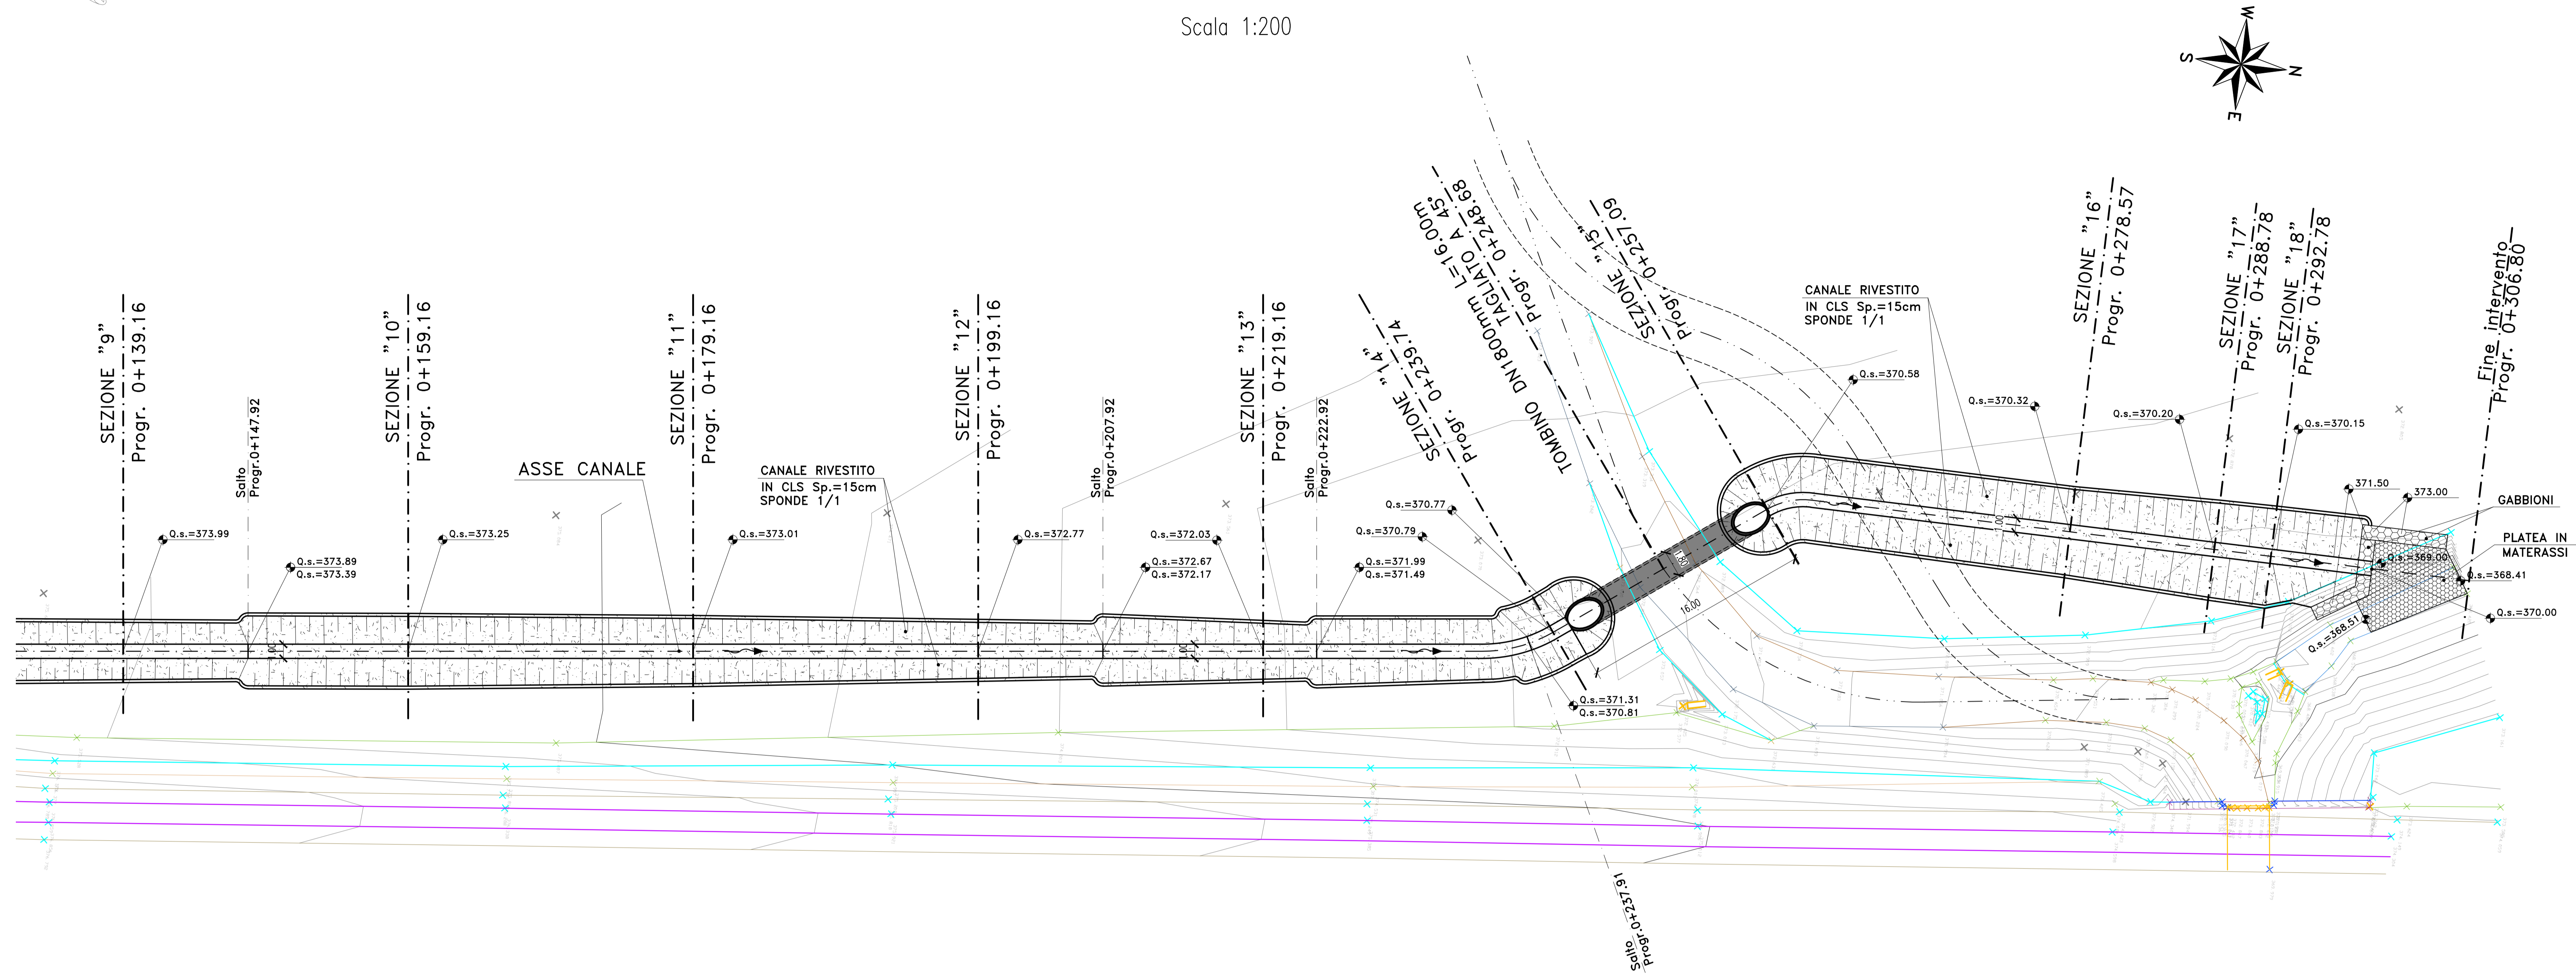 Scala 1:200
W
S
N
E
SEZIONE "9"
Progr. 0+139.16
Salto
Progr.0+147.92
SEZIONE "10"
Progr. 0+159.16
SEZIONE "11"
Progr. 0+179.16
SEZIONE "12"
Progr. 0+199.16
Salto
Progr.0+207.92
SEZIONE "13"
Progr. 0+219.16
Salto
Progr.0+222.92
SEZIONE "14"
Progr. 0+239.74
TOMBINO DN1800mm L=16.00m
TAGLIATO A 45°
Progr. 0+248.68
SEZIONE "15"
Progr. 0+257.09
SEZIONE "16"
Progr. 0+278.57
SEZIONE "17"
Progr. 0+288.78
SEZIONE "18"
Progr. 0+292.78
Fine intervento
Progr. 0+306.80
ASSE CANALE
CANALE RIVESTITO
IN CLS Sp.=15cm
SPONDE 1/1
CANALE RIVESTITO
IN CLS Sp.=15cm
SPONDE 1/1
Q.s.=373.99
Q.s.=373.89
Q.s.=373.39
Q.s.=373.25
Q.s.=373.01
Q.s.=372.77
Q.s.=372.67
Q.s.=372.17
Q.s.=372.03
Q.s.=371.99
Q.s.=371.49
Q.s.=370.77
Q.s.=370.79
Q.s.=371.31
Q.s.=370.81
Q.s.=370.58
Q.s.=370.32
Q.s.=370.20
Q.s.=370.15
371.50
373.00
GABBIONI
PLATEA IN
MATERASSI
Q.s.=369.00
Q.s.=368.41
Q.s.=370.00
Q.s.=368.51
1.00
1.00
1.00
11.80
16.00
Salto
Progr.0+237.91